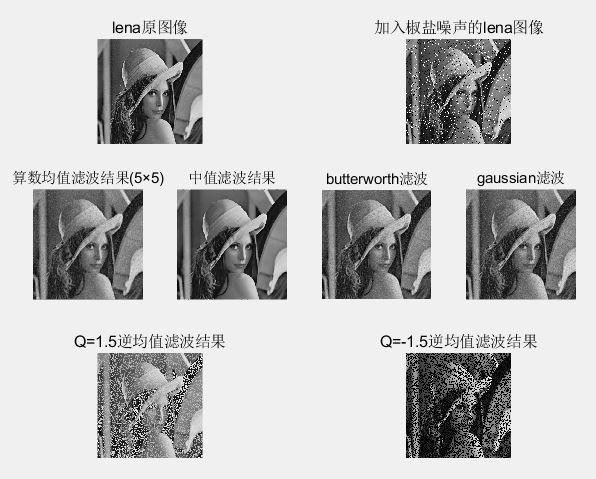 lena原图像
加入椒盐噪声的lena图像
算数均值滤波结果(5×5)
中值滤波结果
butterworth滤波
gaussian滤波
Q=1.5逆均值滤波结果
Q=-1.5逆均值滤波结果